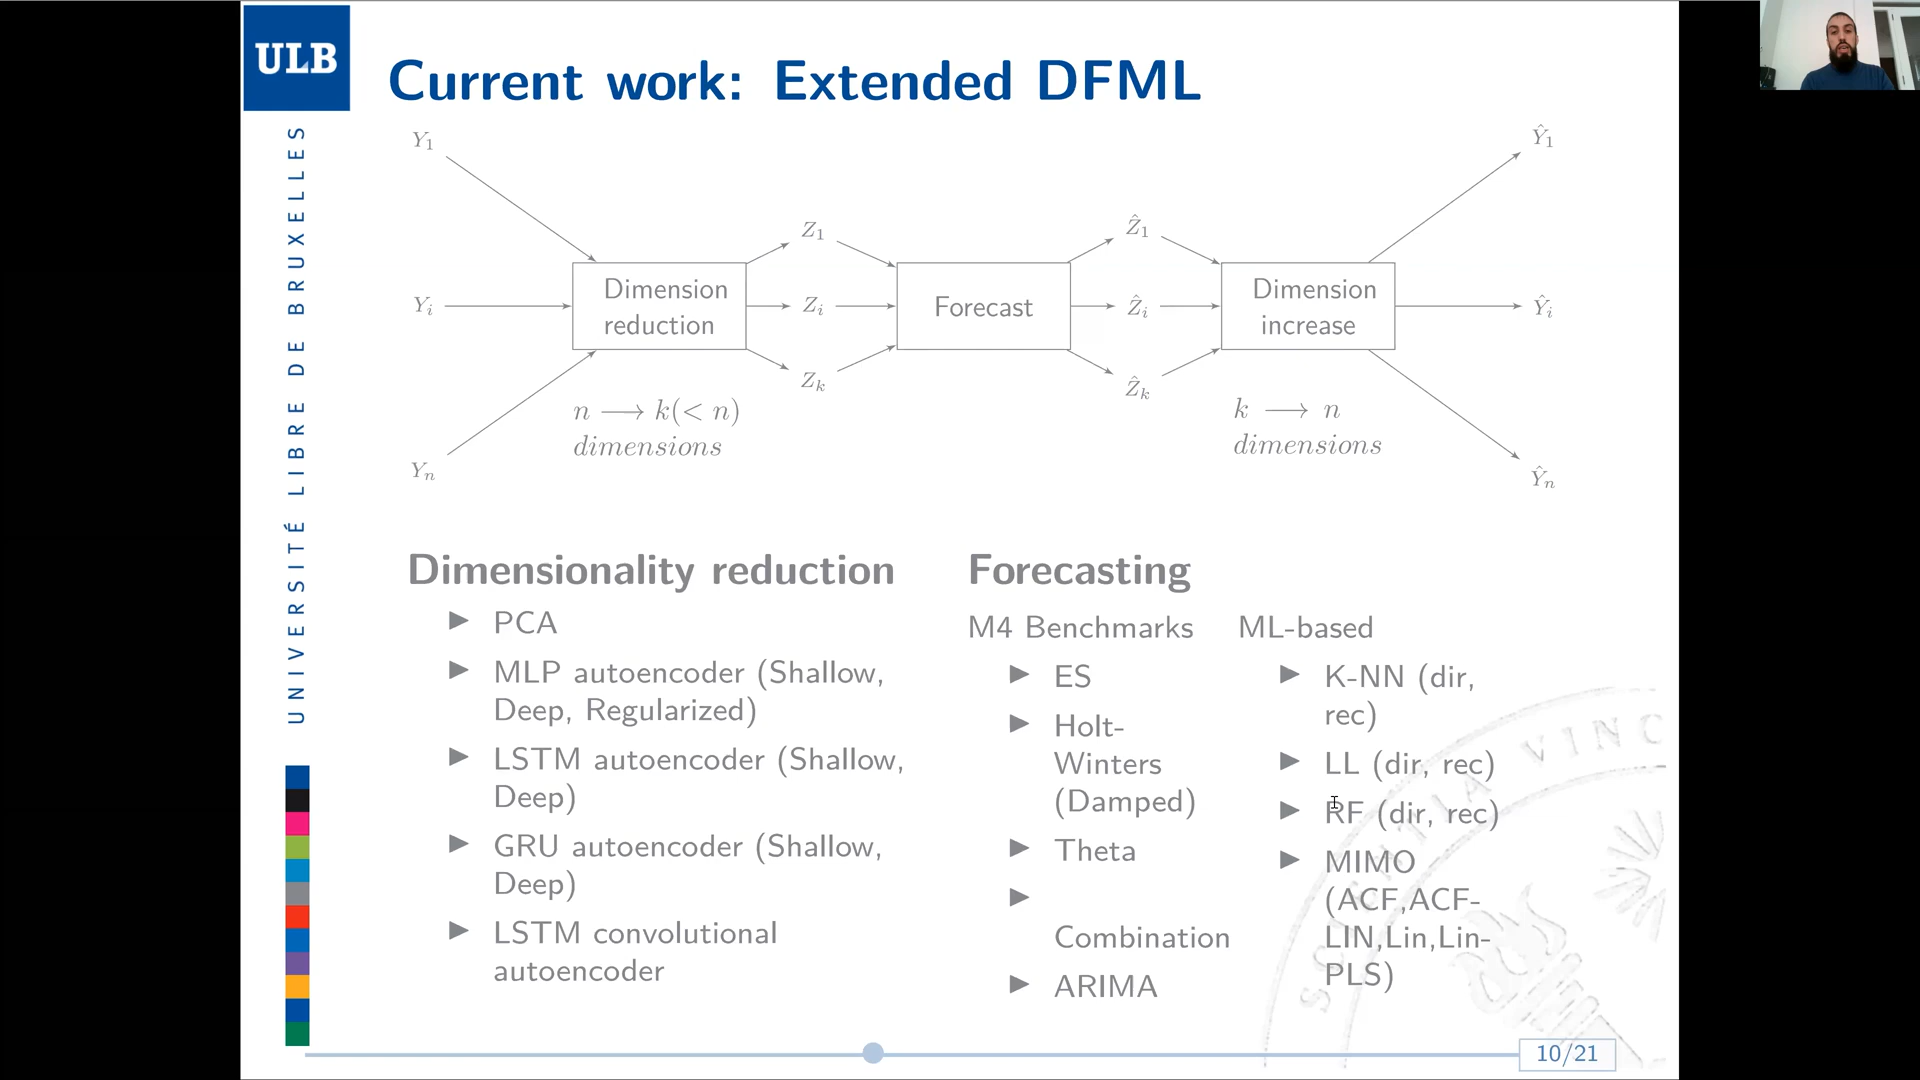 ULB
UNIVERSITÉ LIBRE DE BRUXELLES
Current work: Extended DFML
Y₁
Yᵢ
Yₙ
Dimension
reduction
n ⟶ k(< n)
dimensions
Z₁
Zᵢ
Zₖ
Forecast
Ẑ₁
Ẑᵢ
Ẑₖ
Dimension
increase
k ⟶ n
dimensions
Ŷ₁
Ŷᵢ
Ŷₙ
Dimensionality reduction
▶ PCA
▶ MLP autoencoder (Shallow,
Deep, Regularized)
▶ LSTM autoencoder (Shallow,
Deep)
▶ GRU autoencoder (Shallow,
Deep)
▶ LSTM convolutional
autoencoder
Forecasting
M4 Benchmarks
▶ ES
▶ Holt-
Winters
(Damped)
▶ Theta
▶
Combination
▶ ARIMA
ML-based
▶ K-NN (dir,
rec)
▶ LL (dir, rec)
▶ RF (dir, rec)
▶ MIMO
(ACF,ACF-
LIN,Lin,Lin-
PLS)
VINC
10/21